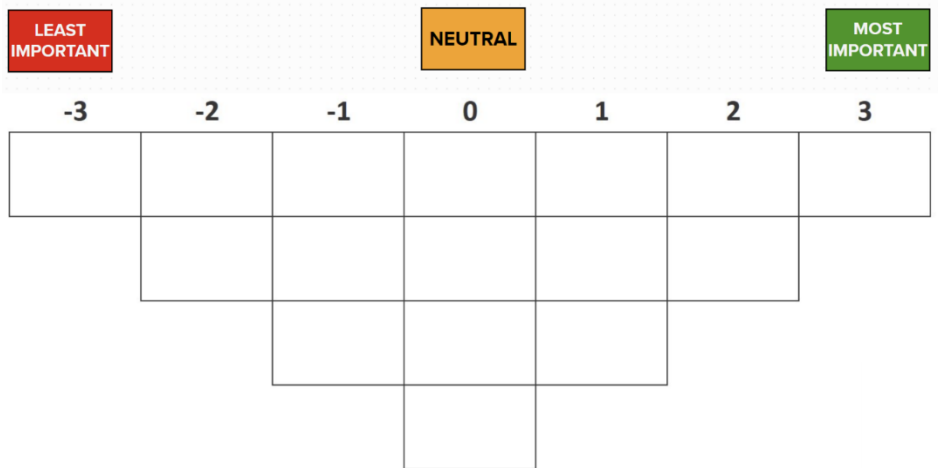 LEAST
IMPORTANT
NEUTRAL
MOST
IMPORTANT
-3 -2 -1 0 1 2 3